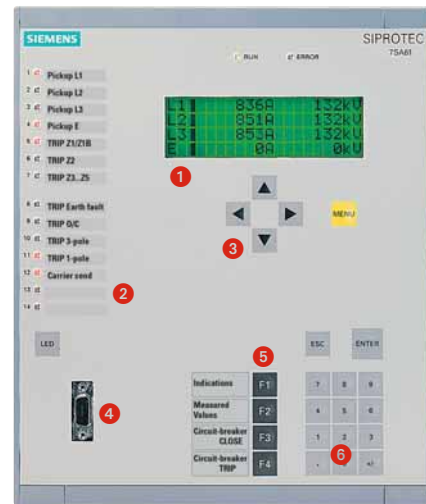 SIEMENS
SIPROTEC
7SA61
RUN
ERROR
1 Pickup L1
2 Pickup L2
3 Pickup L3
4 Pickup E
5 TRIP Z1/Z1B
6 TRIP Z2
7 TRIP Z3..Z5
8 TRIP Earth fault
9 TRIP O/C
10 TRIP 3-pole
11 TRIP 1-pole
12 Carrier send
13
14
L1 836A 132kV
L2 851A 132kV
L3 853A 132kV
E 0A 0kV
1
MENU
3
2
LED
ESC
ENTER
5
4
Indications F1
Measured Values F2
Circuit-breaker CLOSE F3
Circuit-breaker TRIP F4
7 8 9
4 5 6
1 2 3
. +/-
6